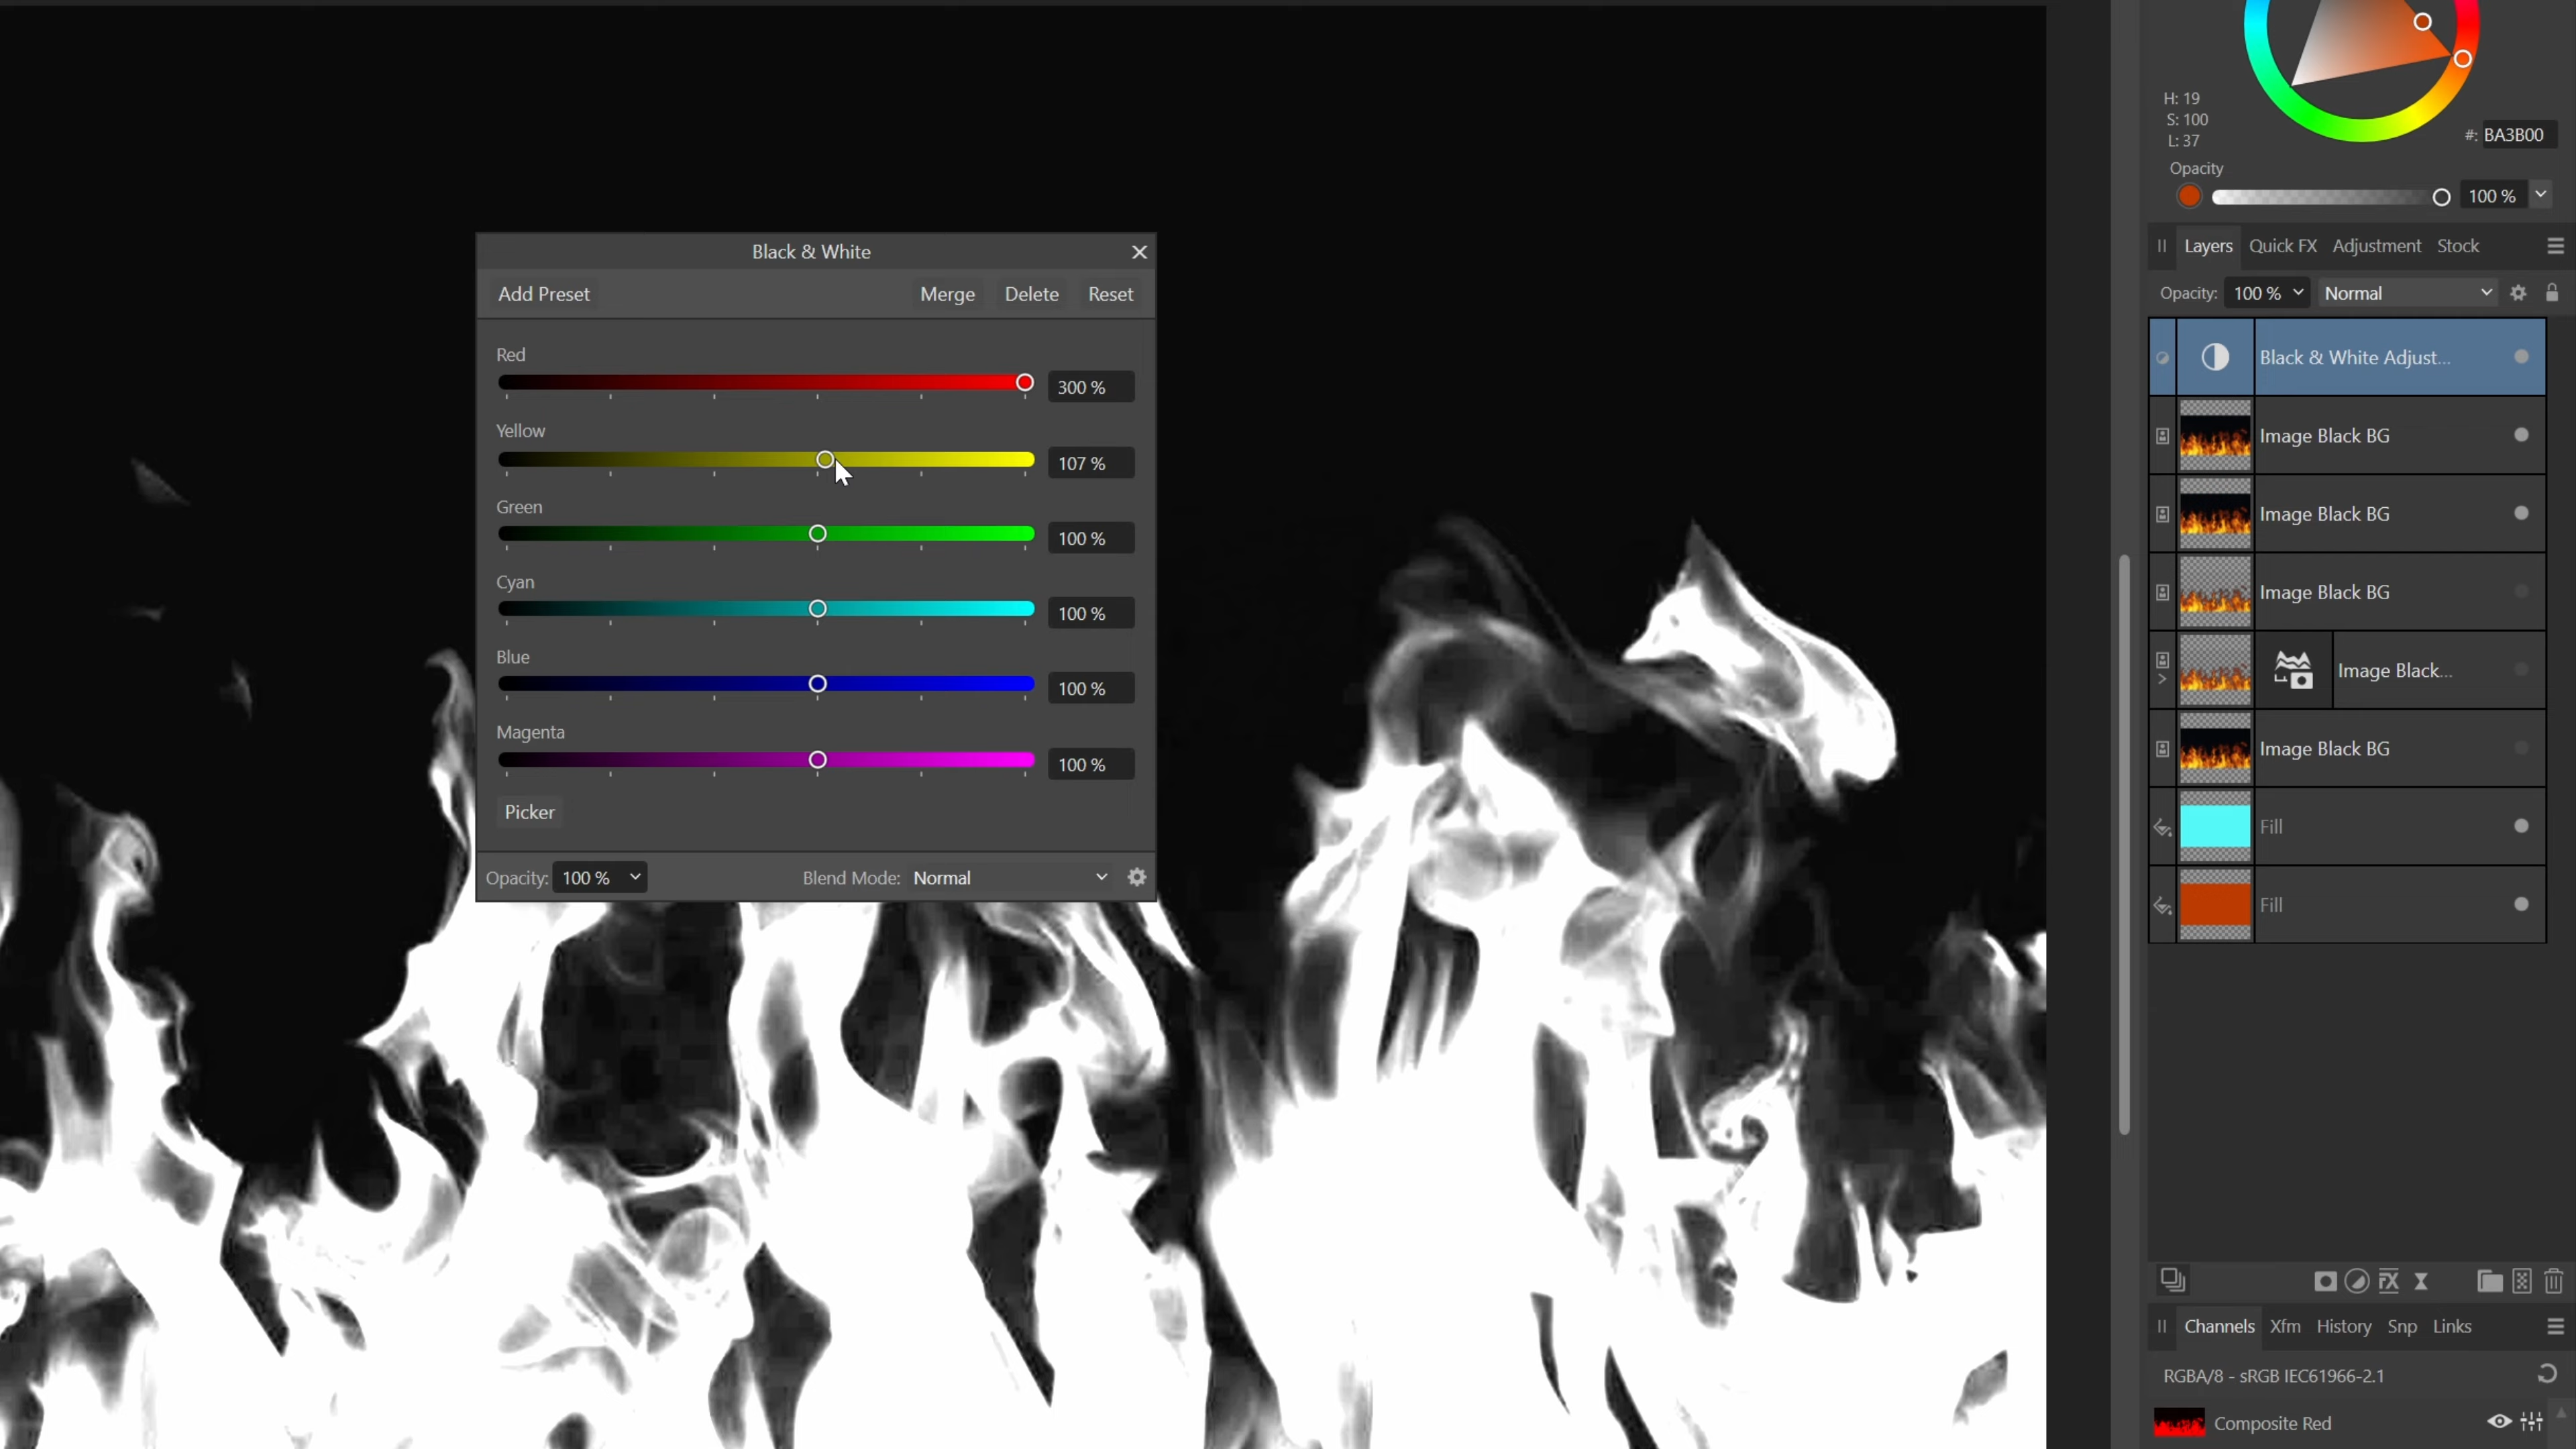 H: 19
S: 100
L: 37
#: BA3B00
Opacity
100 %
Layers Quick FX Adjustment Stock
Opacity: 100 % Normal
Black & White Adjust...
Image Black BG
Image Black BG
Image Black BG
Image Black...
Image Black BG
Fill
Fill
Channels Xfm History Snp Links
RGBA/8 - sRGB IEC61966-2.1
Composite Red
Black & White
Add Preset Merge Delete Reset
Red
300 %
Yellow
107 %
Green
100 %
Cyan
100 %
Blue
100 %
Magenta
100 %
Picker
Opacity: 100 % Blend Mode: Normal